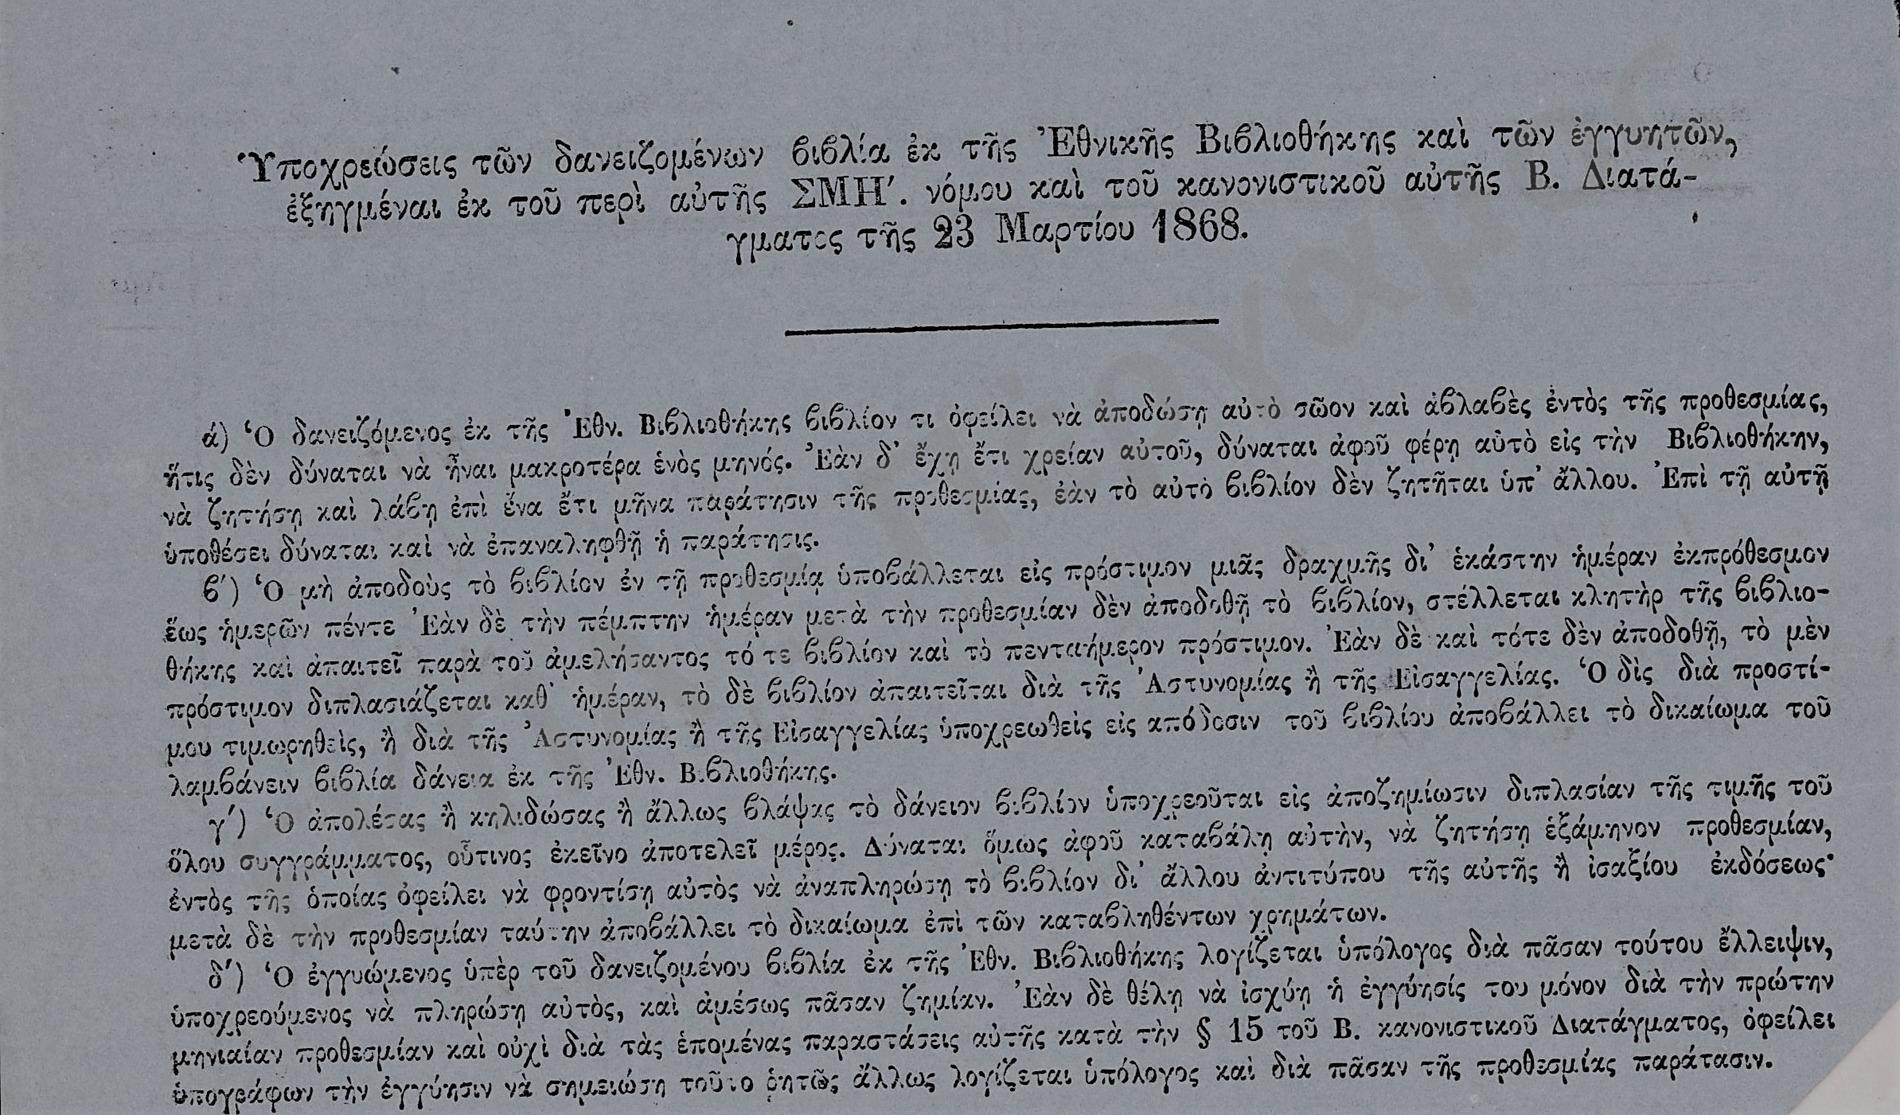 Ὑποχρεώσεις τῶν δανειζομένων βιβλία ἐκ τῆς Ἐθνικῆς Βιβλιοθήκης καὶ τῶν ἐγγυητῶν,
ἐξηγμέναι ἐκ τοῦ περὶ αὐτῆς ΣΜΗ΄. νόμου καὶ τοῦ κανονιστικοῦ αὐτῆς Β. Διατά-
γματος τῆς 23 Μαρτίου 1868.
ά) Ὁ δανειζόμενος ἐκ τῆς Ἐθν. Βιβλιοθήκης βιβλίον τι ὀφείλει νὰ ἀποδώσῃ αὐτὸ σῶον καὶ ἀβλαβὲς ἐντὸς τῆς προθεσμίας,
ἥτις δὲν δύναται νὰ ἦναι μακροτέρα ἑνὸς μηνός. Ἐὰν δ' ἔχῃ ἔτι χρείαν αὐτοῦ, δύναται ἀφοῦ φέρῃ αὐτὸ εἰς τὴν Βιβλιοθήκην,
νὰ ζητήσῃ καὶ λάβῃ ἐπὶ ἕνα ἔτι μῆνα παράτησιν τῆς προθεσμίας, ἐὰν τὸ αὐτὸ βιβλίον δὲν ζητῆται ὑπ' ἄλλου. Ἐπὶ τῇ αὐτῇ
ὑποθέσει δύναται καὶ νὰ ἐπαναληφθῇ ἡ παράτησις.
β΄) Ὁ μὴ ἀποδοὺς τὸ βιβλίον ἐν τῇ προθεσμίᾳ ὑποβάλλεται εἰς πρόστιμον μιᾶς δραχμῆς δι' ἑκάστην ἡμέραν ἐκπρόθεσμον
ἕως ἡμερῶν πέντε Ἐὰν δὲ τὴν πέμπτην ἡμέραν μετὰ τὴν προθεσμίαν δὲν ἀποδοθῇ τὸ βιβλίον, στέλλεται κλητὴρ τῆς βιβλιο-
θήκης καὶ ἀπαιτεῖ παρὰ τοῦ ἀμελήσαντος τό τε βιβλίον καὶ τὸ πενταήμερον πρόστιμον. Ἐὰν δὲ καὶ τότε δὲν ἀποδοθῇ, τὸ μὲν
πρόστιμον διπλασιάζεται καθ' ἡμέραν, τὸ δὲ βιβλίον ἀπαιτεῖται διὰ τῆς Ἀστυνομίας ἢ τῆς Εἰσαγγελίας. Ὁ δὶς διὰ προστί-
μου τιμωρηθεὶς, ἢ διὰ τῆς Ἀστυνομίας ἢ τῆς Εἰσαγγελίας ὑποχρεωθεὶς εἰς απόδοσιν τοῦ βιβλίου ἀποβάλλει τὸ δικαίωμα τοῦ
λαμβάνειν βιβλία δάνεια ἐκ τῆς Ἐθν. Βιβλιοθήκης.
γ΄) Ὁ ἀπολέσας ἢ κηλιδώσας ἢ ἄλλως βλάψας τὸ δάνειον βιβλίον ὑποχρεοῦται εἰς ἀποζημίωσιν διπλασίαν τῆς τιμῆς τοῦ
ὅλου συγγράμματος, οὗτινος ἐκεῖνο ἀποτελεῖ μέρος. Δύναται ὅμως ἀφοῦ καταβάλῃ αὐτὴν, νὰ ζητήσῃ ἑξάμηνον προθεσμίαν,
ἐντὸς τῆς ὁποίας ὀφείλει νὰ φροντίσῃ αὐτὸς νὰ ἀναπληρώσῃ τὸ βιβλίον δι' ἄλλου ἀντιτύπου τῆς αὐτῆς ἢ ἰσαξίου ἐκδόσεως·
μετὰ δὲ τὴν προθεσμίαν ταύτην ἀποβάλλει τὸ δικαίωμα ἐπὶ τῶν καταβληθέντων χρημάτων.
δ΄) Ὁ ἐγγυώμενος ὑπὲρ τοῦ δανειζομένου βιβλία ἐκ τῆς Ἐθν. Βιβλιοθήκης λογίζεται ὑπόλογος διὰ πᾶσαν τούτου ἔλλειψιν,
ὑποχρεούμενος νὰ πληρώσῃ αὐτὸς, καὶ ἀμέσως πᾶσαν ζημίαν. Ἐὰν δὲ θέλῃ νὰ ἰσχύῃ ἡ ἐγγύησίς του μόνον διὰ τὴν πρώτην
μηνιαίαν προθεσμίαν καὶ οὐχὶ διὰ τὰς ἑπομένας παραστάσεις αὐτῆς κατὰ τὴν § 15 τοῦ Β. κανονιστικοῦ Διατάγματος, ὀφείλει
ὑπογράφων τὴν ἐγγύησιν νὰ σημειώσῃ τοῦτο ῥητῶς ἄλλως λογίζεται ὑπόλογος καὶ διὰ πᾶσαν τῆς προθεσμίας παράτασιν.